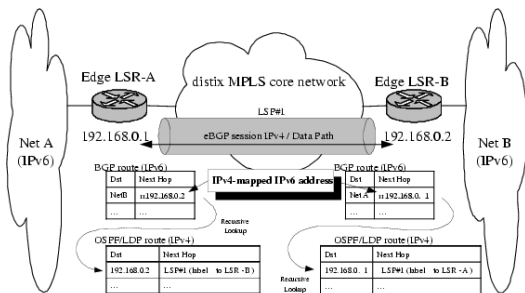 Edge LSR-A
distix MPLS core network
Edge LSR-B
LSP#1
Net A
(IPv6)
192.168.0.1
eBGP session IPv4 / Data Path
192.168.0.2
Net B
(IPv6)
BGP route (IPv6)
Dst Next Hop
NetB ::192.168.0.2
... ...
IPv4-mapped IPv6 address
BGP route (IPv6)
Dst Next Hop
NetA ::192.168.0. 1
... ...
Recursive
Lookup
OSPF/LDP route (IPv4)
Dst Next Hop
192.168.0.2 LSP#1 (label to LSR -B)
... ...
Recursive
Lookup
OSPF/LDP route (IPv4)
Dst Next Hop
192.168.0. 1 LSP#1 (label to LSR -A)
... ...